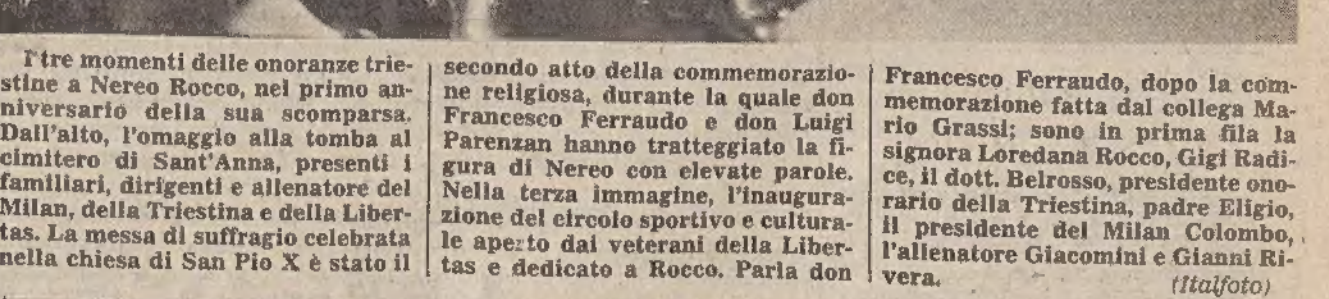 I tre momenti delle onoranze trie-
stine a Nereo Rocco, nel primo an-
niversario della sua scomparsa.
Dall'alto, l'omaggio alla tomba al
cimitero di Sant'Anna, presenti i
familiari, dirigenti e allenatore del
Milan, della Triestina e della Liber-
tas. La messa di suffragio celebrata
nella chiesa di San Pio X è stato il
secondo atto della commemorazio-
ne religiosa, durante la quale don
Francesco Ferraudo e don Luigi
Parenzan hanno tratteggiato la fi-
gura di Nereo con elevate parole.
Nella terza immagine, l'inaugura-
zione del circolo sportivo e cultura-
le aperto dai veterani della Liber-
tas e dedicato a Rocco. Parla don
Francesco Ferraudo, dopo la com-
memorazione fatta dal collega Ma-
rio Grassi; sono in prima fila la
signora Loredana Rocco, Gigi Radi-
ce, il dott. Belrosso, presidente ono-
rario della Triestina, padre Eligio,
il presidente del Milan Colombo,
l'allenatore Giacomini e Gianni Ri-
vera.
(Italfoto)